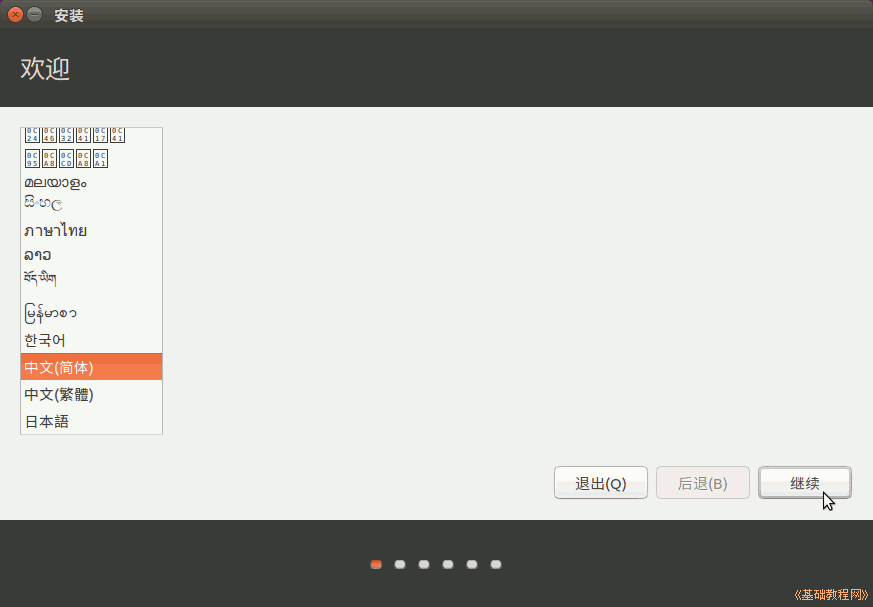 安装
欢迎
മലയാളം
සිංහල
ภาษาไทย
ລາວ
བོད་ཡིག
မြန်မာစာ
한국어
中文(简体)
中文(繁體)
日本語
退出(Q)
后退(B)
继续
《基础教程网》